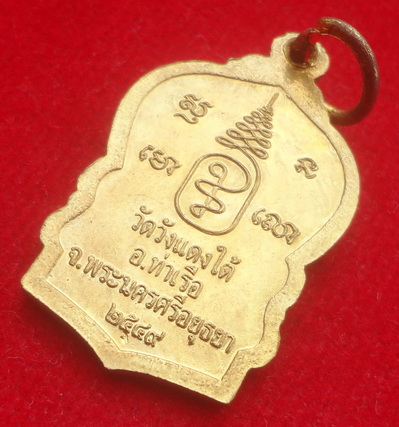 วัดวังแดงใต้
อ.ท่าเรือ
จ.พระนครศรีอยุธยา
๒๕๔๙